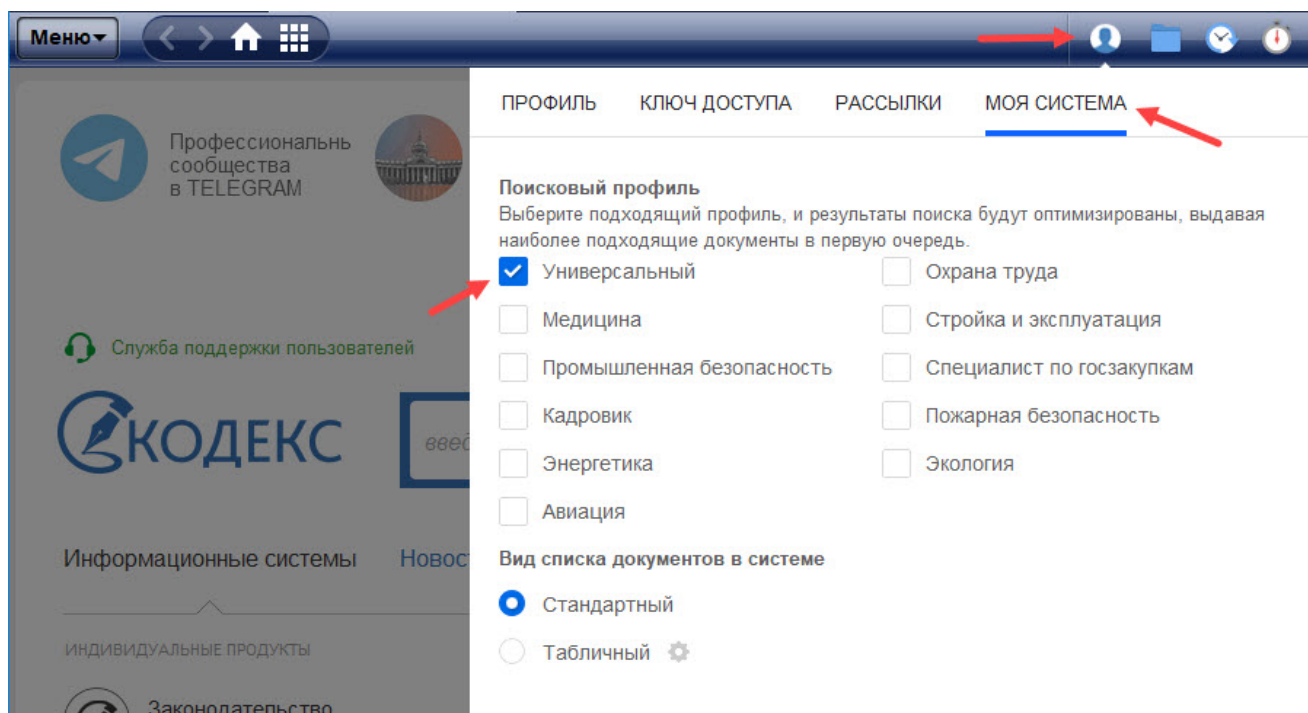 Меню
ПРОФИЛЬ КЛЮЧ ДОСТУПА РАССЫЛКИ МОЯ СИСТЕМА
Профессиональнь
сообщества
в TELEGRAM
Служба поддержки пользователей
КОДЕКС
введ
Информационные системы Новос
ИНДИВИДУАЛЬНЫЕ ПРОДУКТЫ
Законодательство
Поисковый профиль
Выберите подходящий профиль, и результаты поиска будут оптимизированы, выдавая
наиболее подходящие документы в первую очередь.
Универсальный Охрана труда
Медицина Стройка и эксплуатация
Промышленная безопасность Специалист по госзакупкам
Кадровик Пожарная безопасность
Энергетика Экология
Авиация
Вид списка документов в системе
Стандартный
Табличный